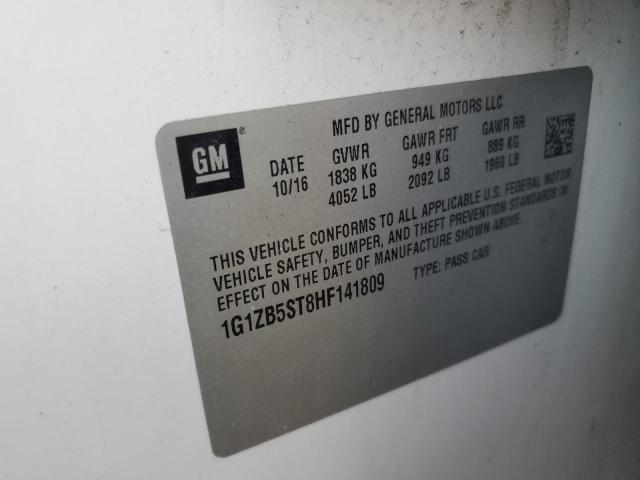 GM
MFD BY GENERAL MOTORS LLC
DATE GVWR GAWR FRT GAWR RR
10/16 1838 KG 949 KG 889 KG
4052 LB 2092 LB 1960 LB
THIS VEHICLE CONFORMS TO ALL APPLICABLE U.S. FEDERAL MOTOR
VEHICLE SAFETY, BUMPER, AND THEFT PREVENTION STANDARDS IN
EFFECT ON THE DATE OF MANUFACTURE SHOWN ABOVE.
1G1ZB5ST8HF141809 TYPE: PASS CAR